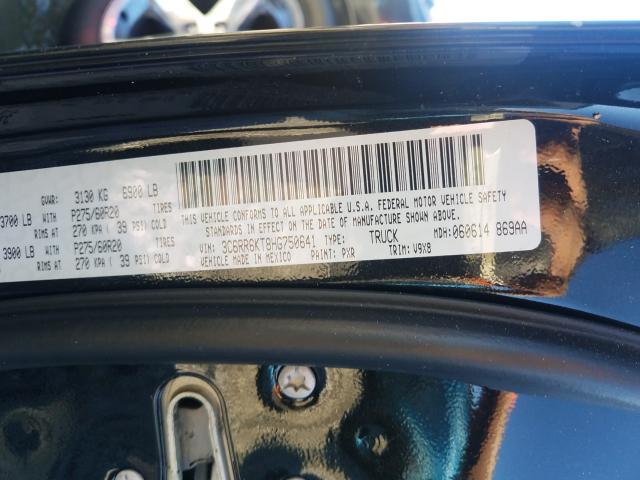 GVWR: 3130 KG 6900 LB
3700 LB P275/60R20 TIRES
RIMS AT 270 KPA ( 39 PSI) COLD
3900 LB P275/60R20 TIRES
RIMS AT 270 KPA ( 39 PSI) COLD
THIS VEHICLE CONFORMS TO ALL APPLICABLE U.S.A. FEDERAL MOTOR VEHICLE SAFETY
STANDARDS IN EFFECT ON THE DATE OF MANUFACTURE SHOWN ABOVE.
VIN: 3C6RR6KT8HG750641 TYPE: TRUCK MDH: 060614 869AA
VEHICLE MADE IN MEXICO PAINT: PXR TRIM: V9X8